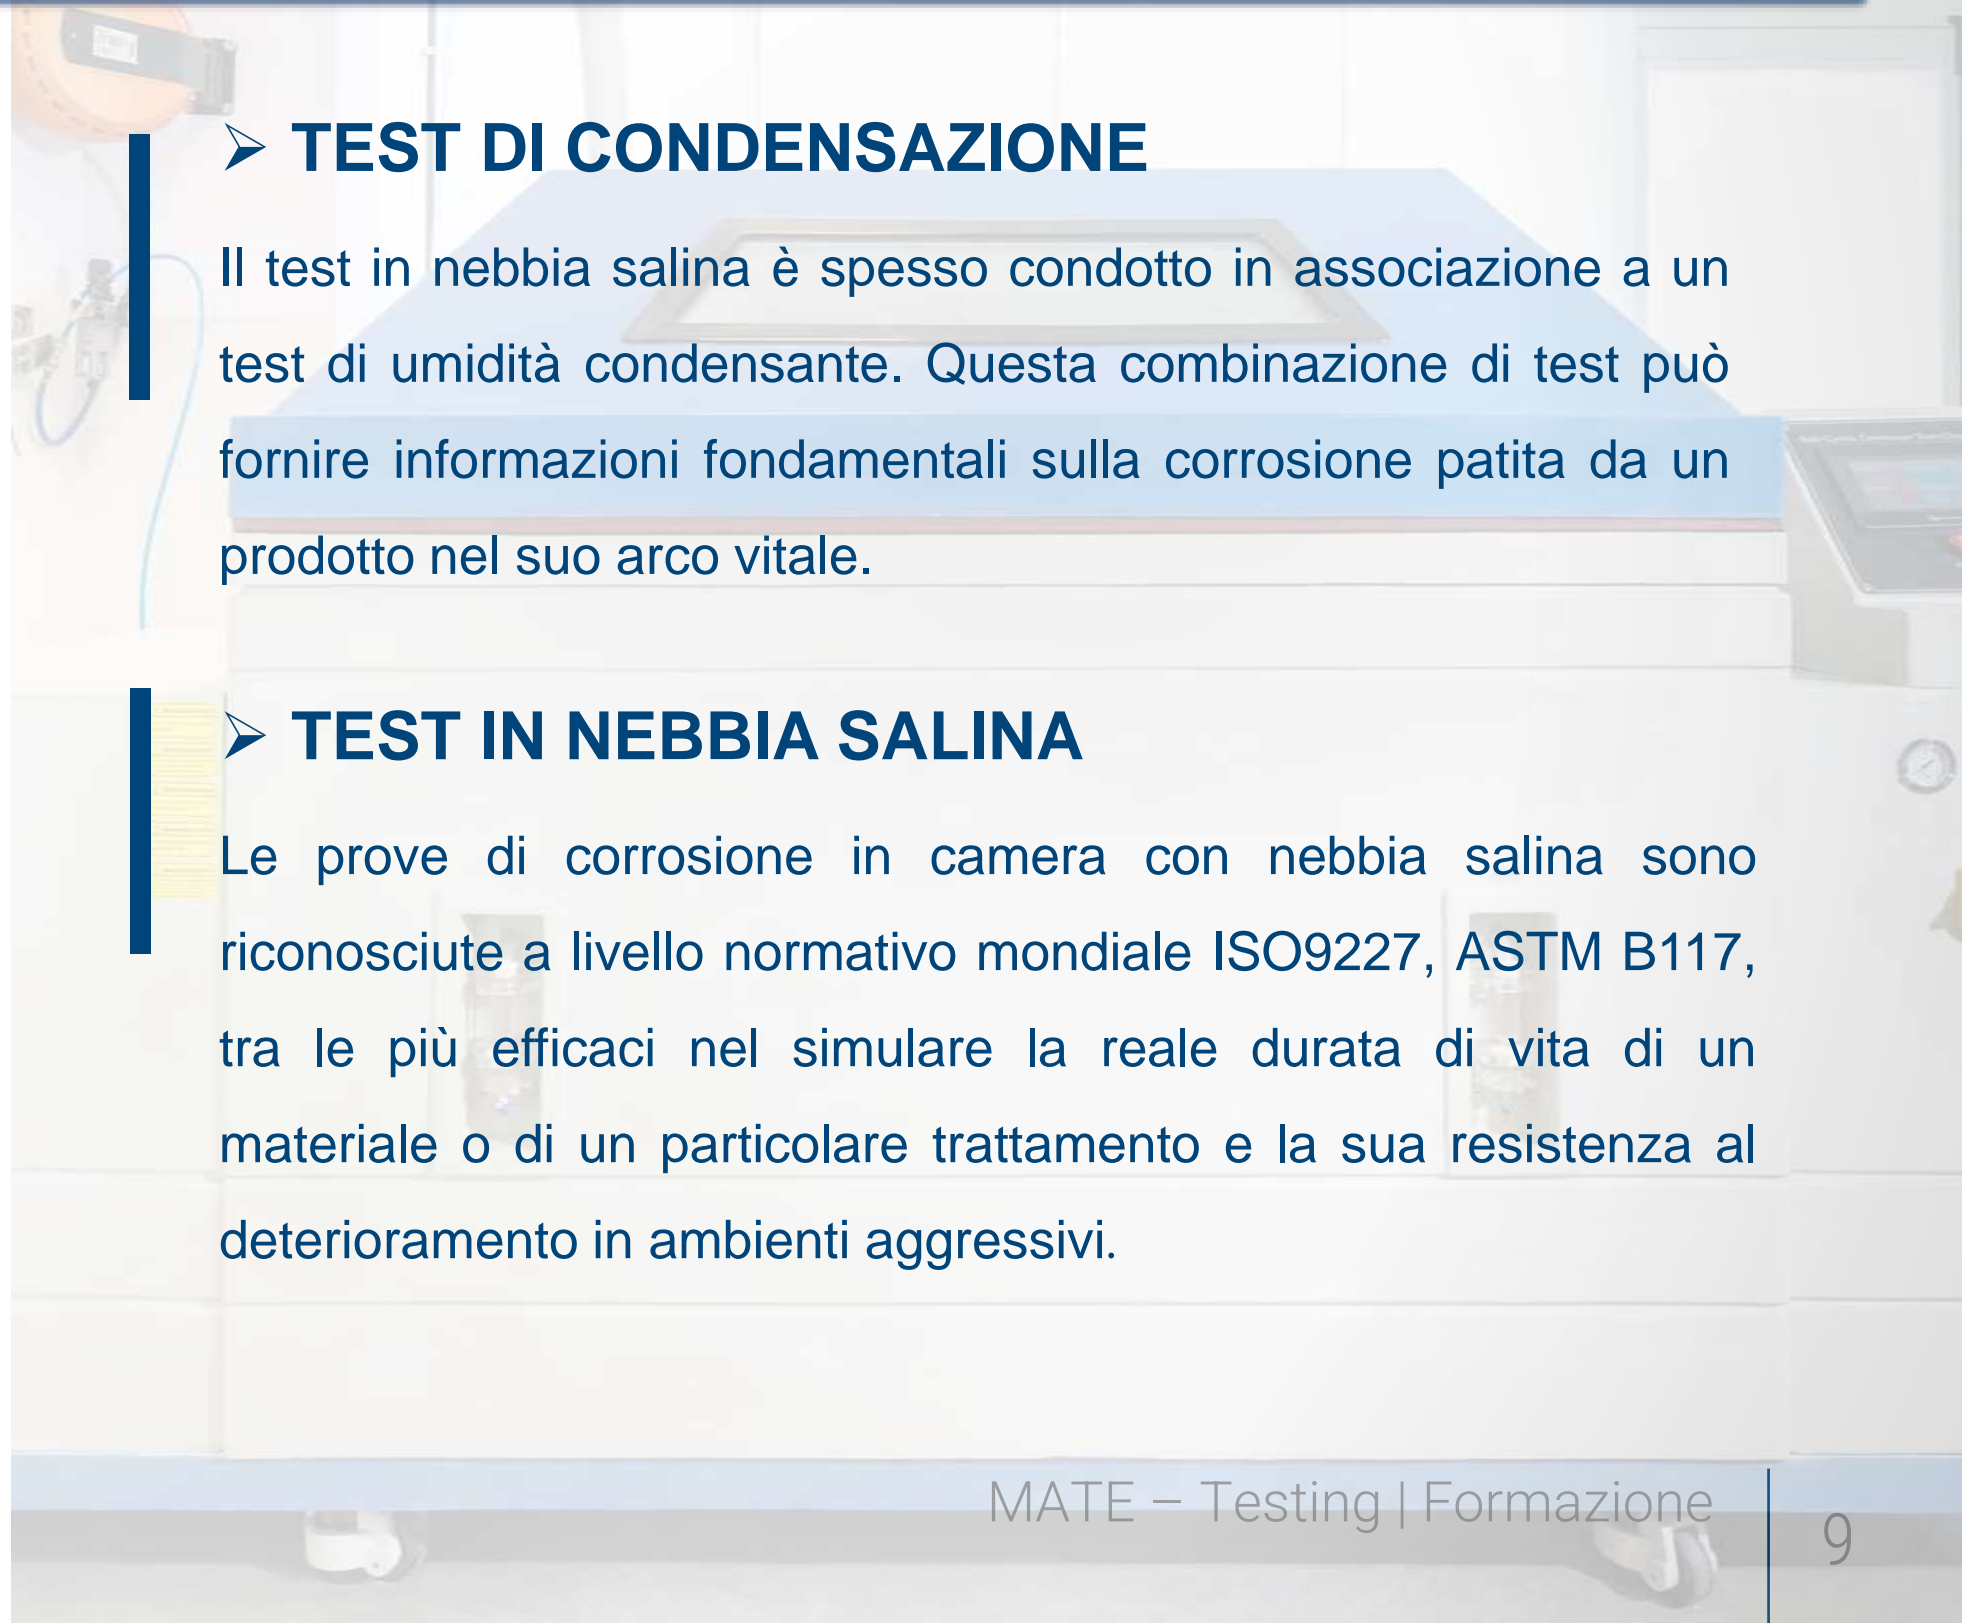 ➢ TEST DI CONDENSAZIONE
Il test in nebbia salina è spesso condotto in associazione a un
test di umidità condensante. Questa combinazione di test può
fornire informazioni fondamentali sulla corrosione patita da un
prodotto nel suo arco vitale.
➢ TEST IN NEBBIA SALINA
Le prove di corrosione in camera con nebbia salina sono
riconosciute a livello normativo mondiale ISO9227, ASTM B117,
tra le più efficaci nel simulare la reale durata di vita di un
materiale o di un particolare trattamento e la sua resistenza al
deterioramento in ambienti aggressivi.
MATE – Testing | Formazione
9